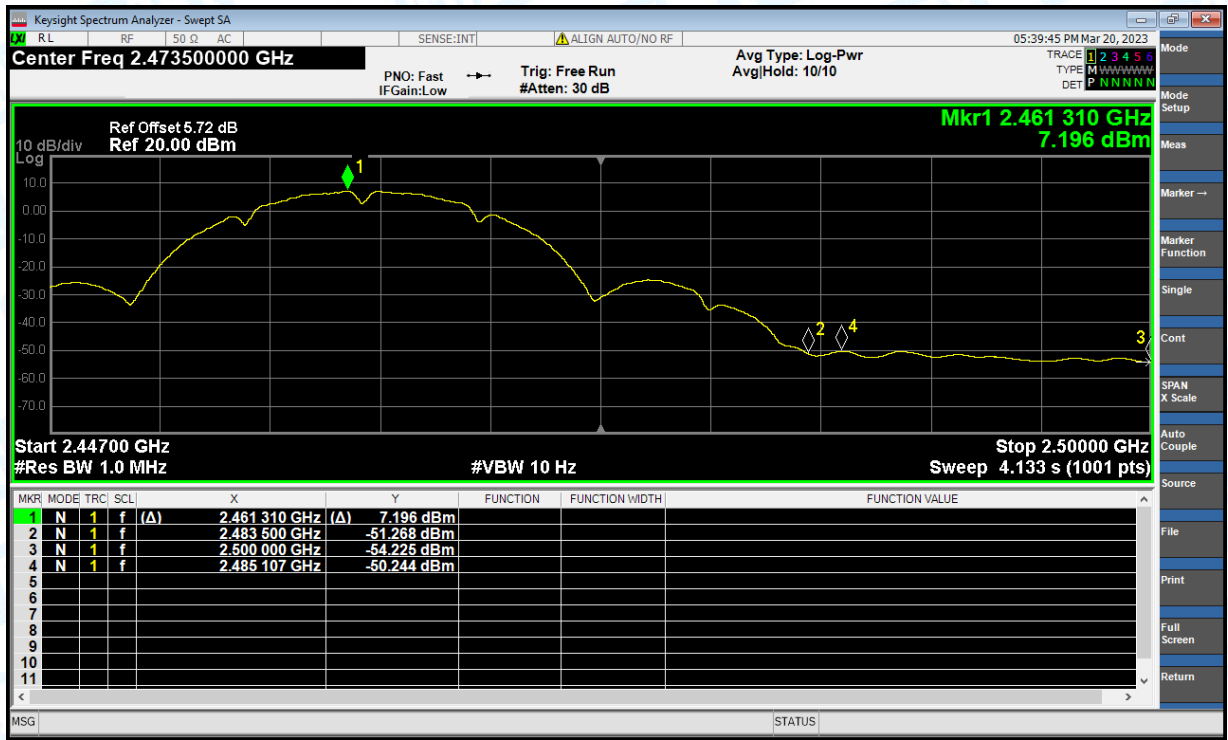 Keysight Spectrum Analyzer - Swept SA
LXI RL RF 50 Ω AC SENSE:INT ALIGN AUTO/NO RF 05:39:45 PM Mar 20, 2023
Center Freq 2.473500000 GHz
PNO: Fast
IFGain:Low
Trig: Free Run
#Atten: 30 dB
Avg Type: Log-Pwr
Avg|Hold: 10/10
TRACE 1 2 3 4 5 6
TYPE M WWWWW
DET P N N N N N
Ref Offset 5.72 dB
Ref 20.00 dBm
10 dB/div
Log
Mkr1 2.461 310 GHz
7.196 dBm
10.0
0.00
-10.0
-20.0
-30.0
-40.0
-50.0
-60.0
-70.0
1
2
4
3
Start 2.44700 GHz
Stop 2.50000 GHz
#Res BW 1.0 MHz
#VBW 10 Hz
Sweep 4.133 s (1001 pts)
MKR MODE TRC SCL X Y FUNCTION FUNCTION WIDTH FUNCTION VALUE
1 N 1 f (Δ) 2.461 310 GHz (Δ) 7.196 dBm
2 N 1 f 2.483 500 GHz -51.268 dBm
3 N 1 f 2.500 000 GHz -54.225 dBm
4 N 1 f 2.485 107 GHz -50.244 dBm
5
6
7
8
9
10
11
MSG
STATUS
Mode
Mode
Setup
Meas
Marker→
Marker
Function
Single
Cont
SPAN
X Scale
Auto
Couple
Source
File
Print
Full
Screen
Return